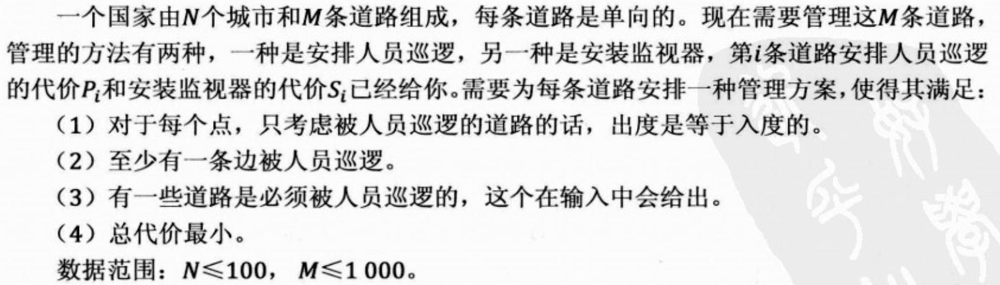 一个国家由N个城市和M条道路组成，每条道路是单向的。现在需要管理这M条道路，
管理的方法有两种，一种是安排人员巡逻，另一种是安装监视器，第i条道路安排人员巡逻
的代价Pᵢ和安装监视器的代价Sᵢ已经给你。需要为每条道路安排一种管理方案，使得其满足：
（1）对于每个点，只考虑被人员巡逻的道路的话，出度是等于入度的。
（2）至少有一条边被人员巡逻。
（3）有一些道路是必须被人员巡逻的，这个在输入中会给出。
（4）总代价最小。
数据范围：N≤100， M≤1 000。